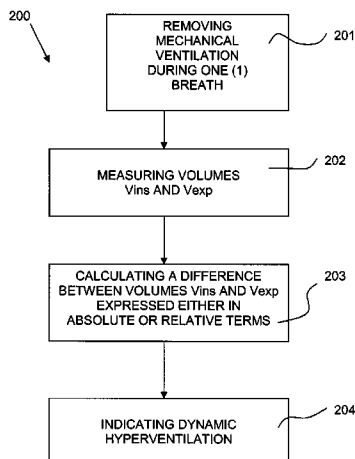 200
REMOVING
MECHANICAL
VENTILATION
DURING ONE (1)
BREATH
201
202
MEASURING VOLUMES
Vins AND Vexp
CALCULATING A DIFFERENCE
BETWEEN VOLUMES Vins AND Vexp
EXPRESSED EITHER IN
ABSOLUTE OR RELATIVE TERMS
203
204
INDICATING DYNAMIC
HYPERVENTILATION